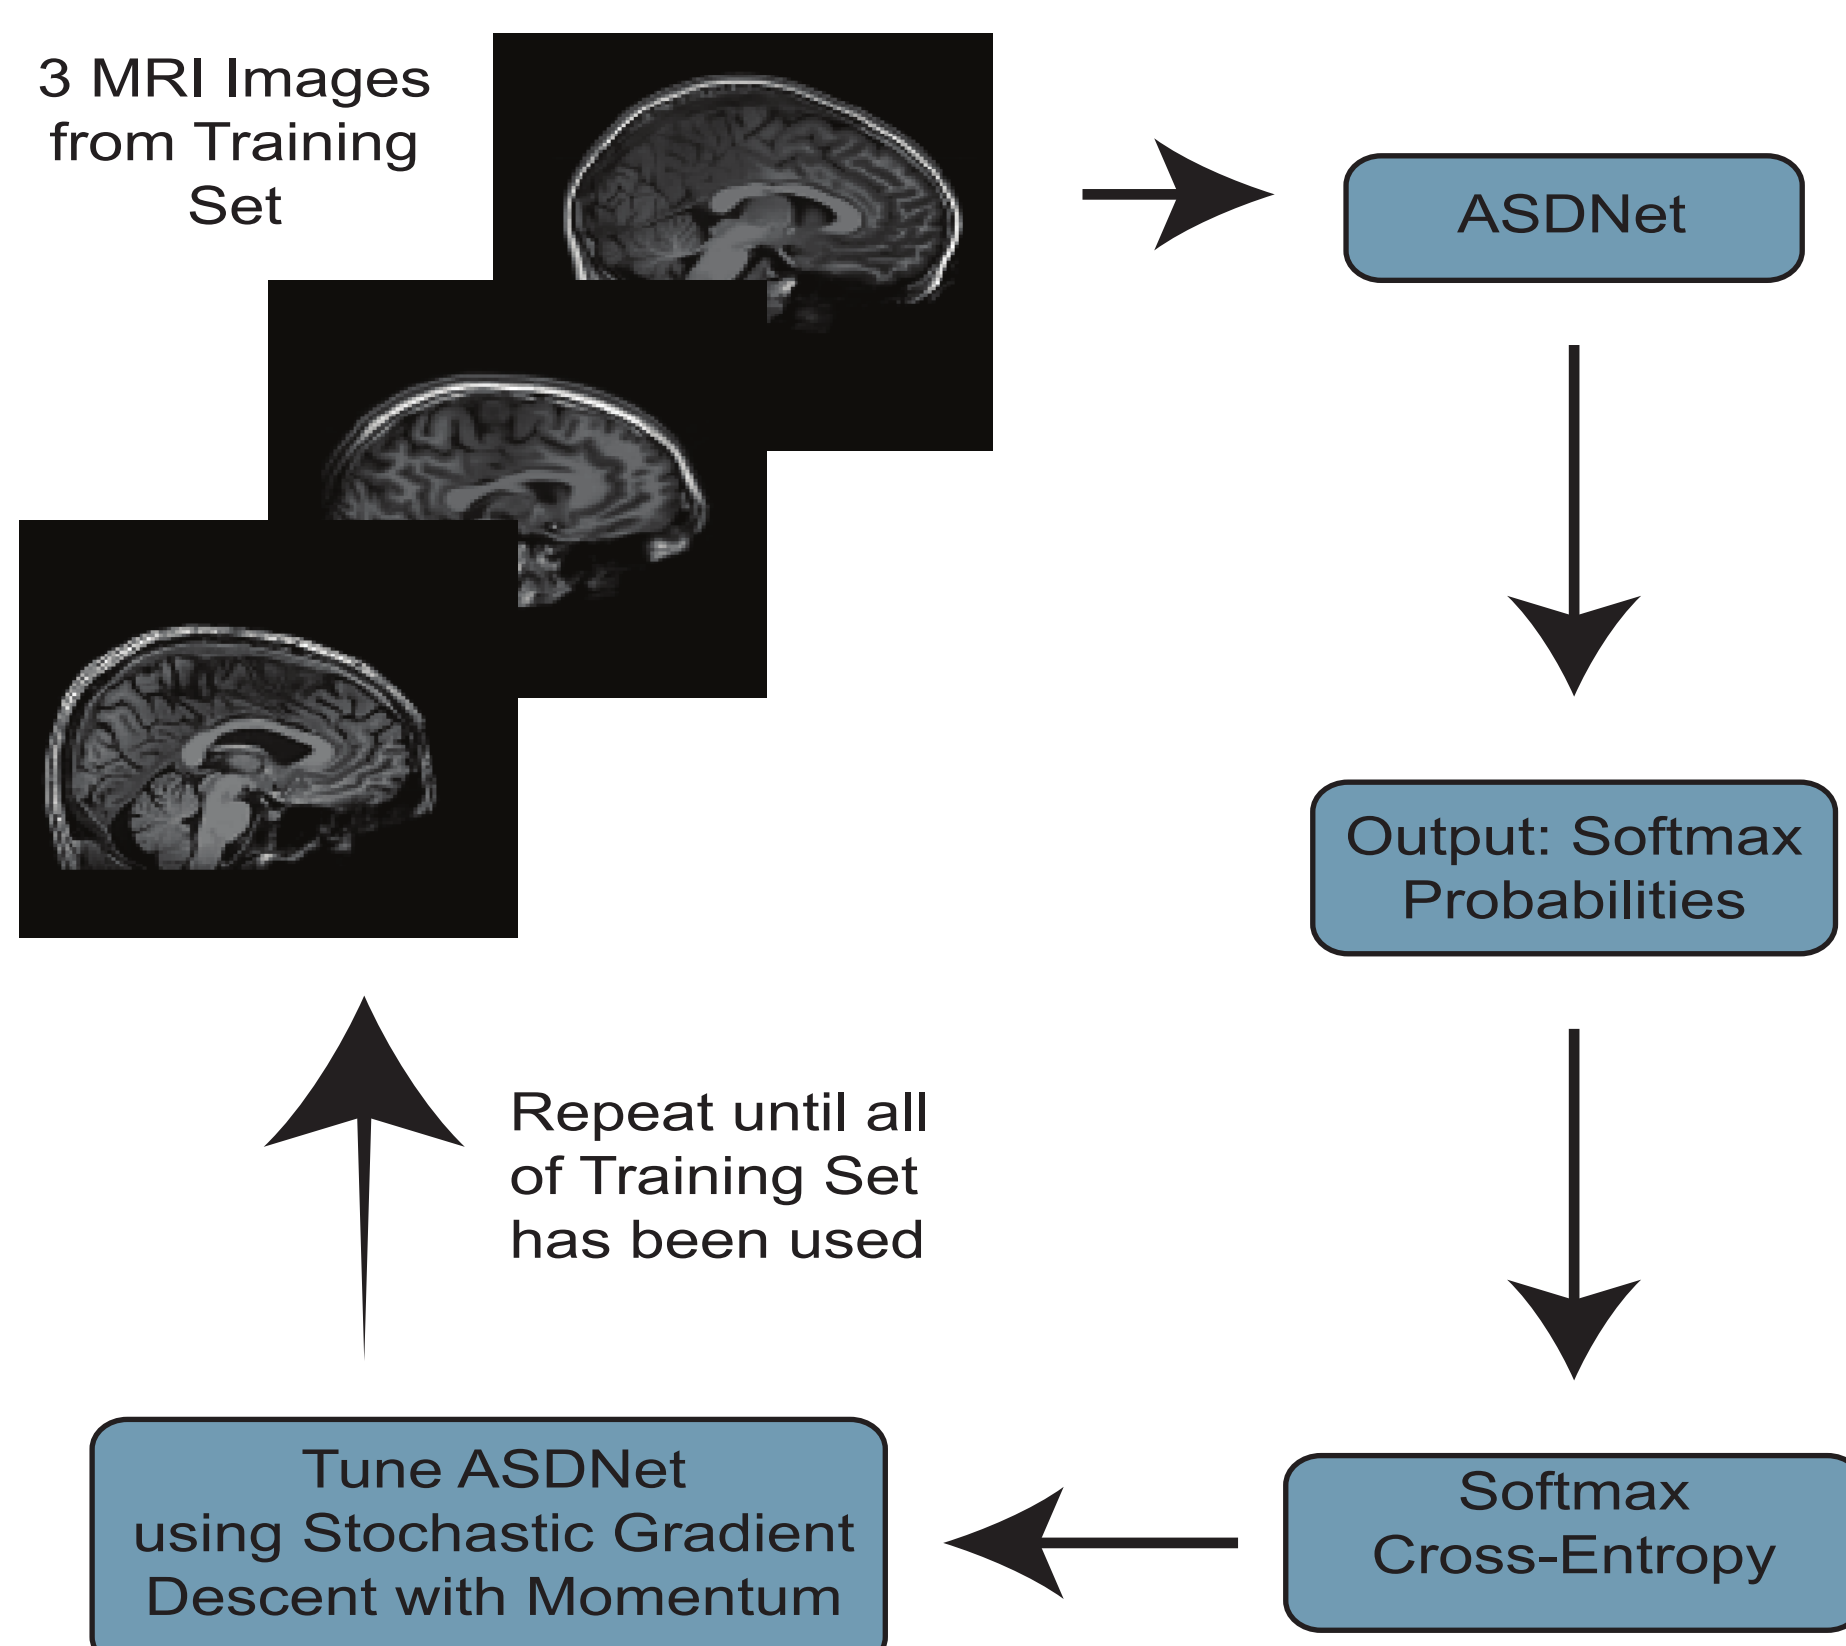 3 MRI Images
from Training
Set
ASDNet
Output: Softmax
Probabilities
Softmax
Cross-Entropy
Tune ASDNet
using Stochastic Gradient
Descent with Momentum
Repeat until all
of Training Set
has been used